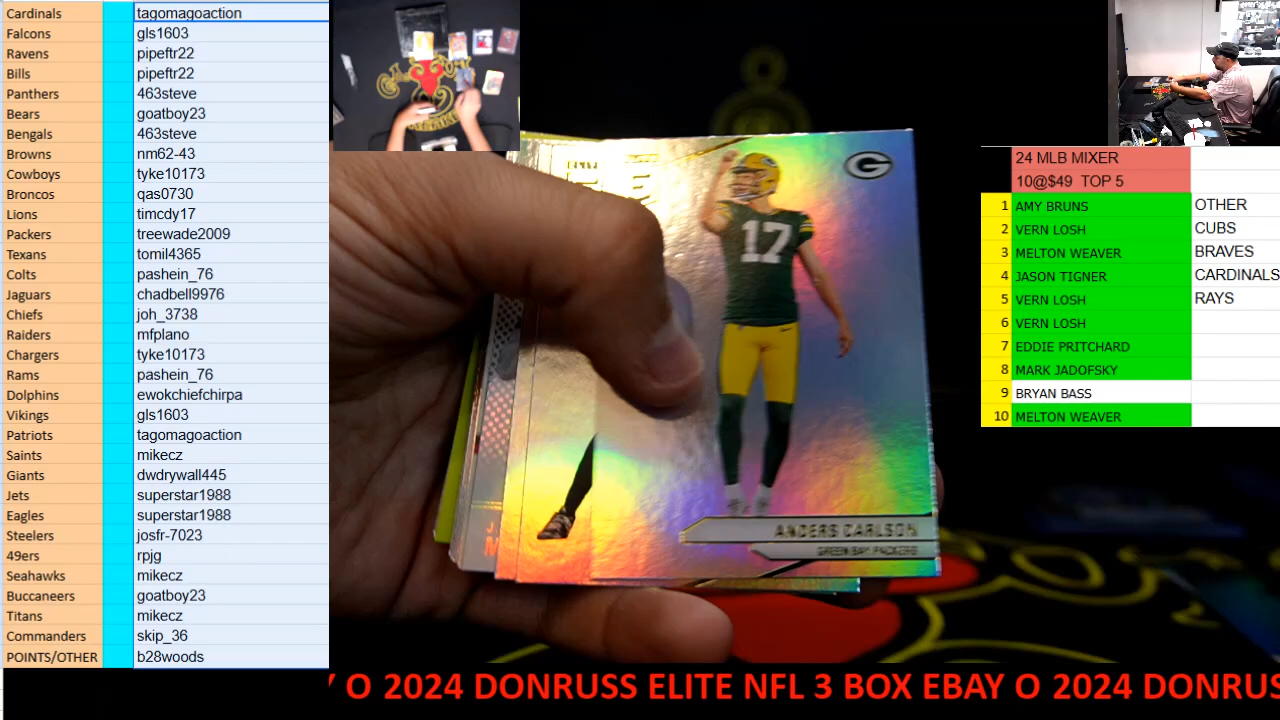 Cardinals tagomagoaction
Falcons gls1603
Ravens pipeftr22
Bills pipeftr22
Panthers 463steve
Bears goatboy23
Bengals 463steve
Browns nm62-43
Cowboys tyke10173
Broncos qas0730
Lions timcdy17
Packers treewade2009
Texans tomil4365
Colts pashein_76
Jaguars chadbell9976
Chiefs joh_3738
Raiders mfplano
Chargers tyke10173
Rams pashein_76
Dolphins ewokchiefchirpa
Vikings gls1603
Patriots tagomagoaction
Saints mikecz
Giants dwdrywall445
Jets superstar1988
Eagles superstar1988
Steelers josfr-7023
49ers rpjg
Seahawks mikecz
Buccaneers goatboy23
Titans mikecz
Commanders skip_36
POINTS/OTHER b28woods
G
17
ANDERS CARLSON
GREEN BAY PACKERS
24 MLB MIXER
10@$49 TOP 5
1 AMY BRUNS OTHER
2 VERN LOSH CUBS
3 MELTON WEAVER BRAVES
4 JASON TIGNER CARDINALS
5 VERN LOSH RAYS
6 VERN LOSH
7 EDDIE PRITCHARD
8 MARK JADOFSKY
9 BRYAN BASS
10 MELTON WEAVER
Y O 2024 DONRUSS ELITE NFL 3 BOX EBAY O 2024 DONRUS